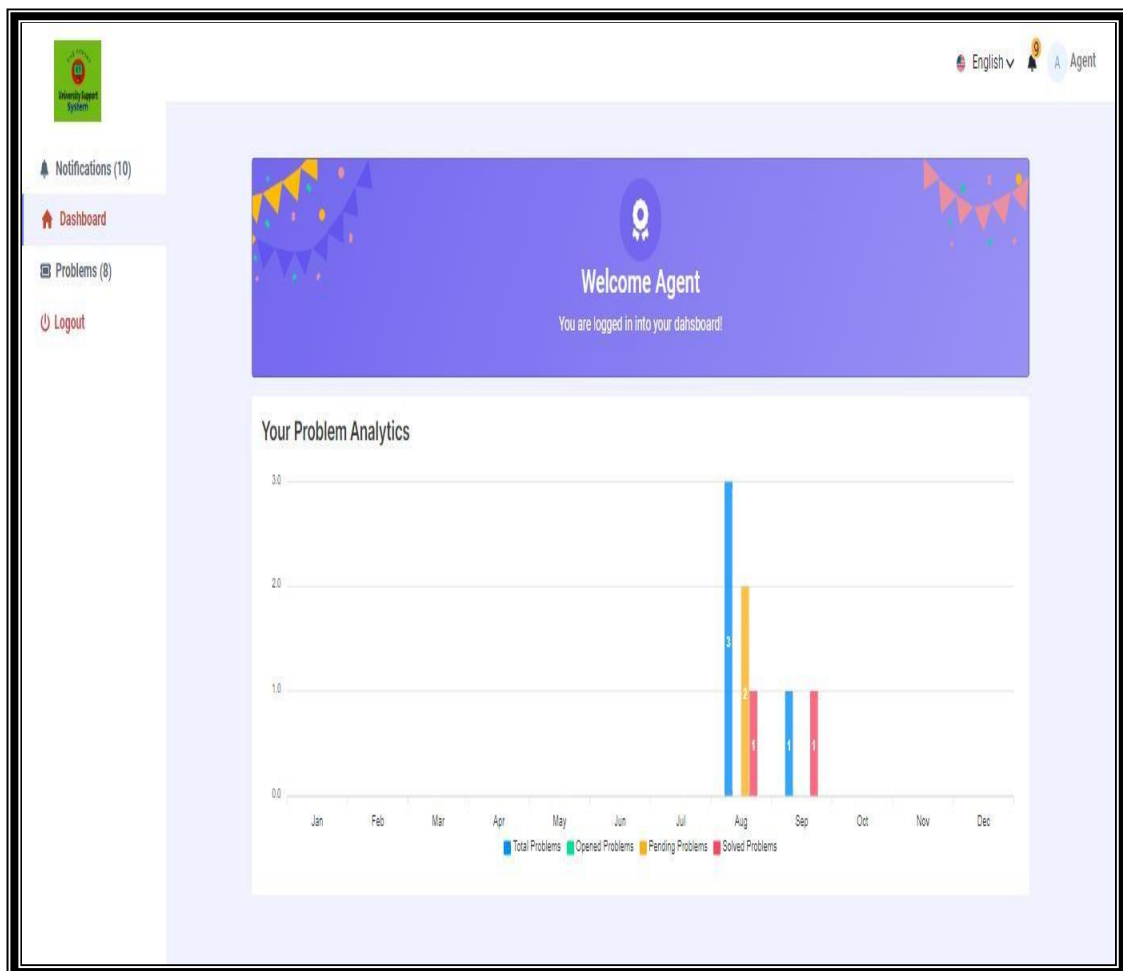 University Support
System
English
9
A
Agent
Notifications (10)
Dashboard
Problems (8)
Logout
Welcome Agent
You are logged in into your dahsboard!
Your Problem Analytics
3.0
2.0
1.0
0.0
3
2
1
1
1
Jan Feb Mar Apr May Jun Jul Aug Sep Oct Nov Dec
Total Problems Opened Problems Pending Problems Solved Problems